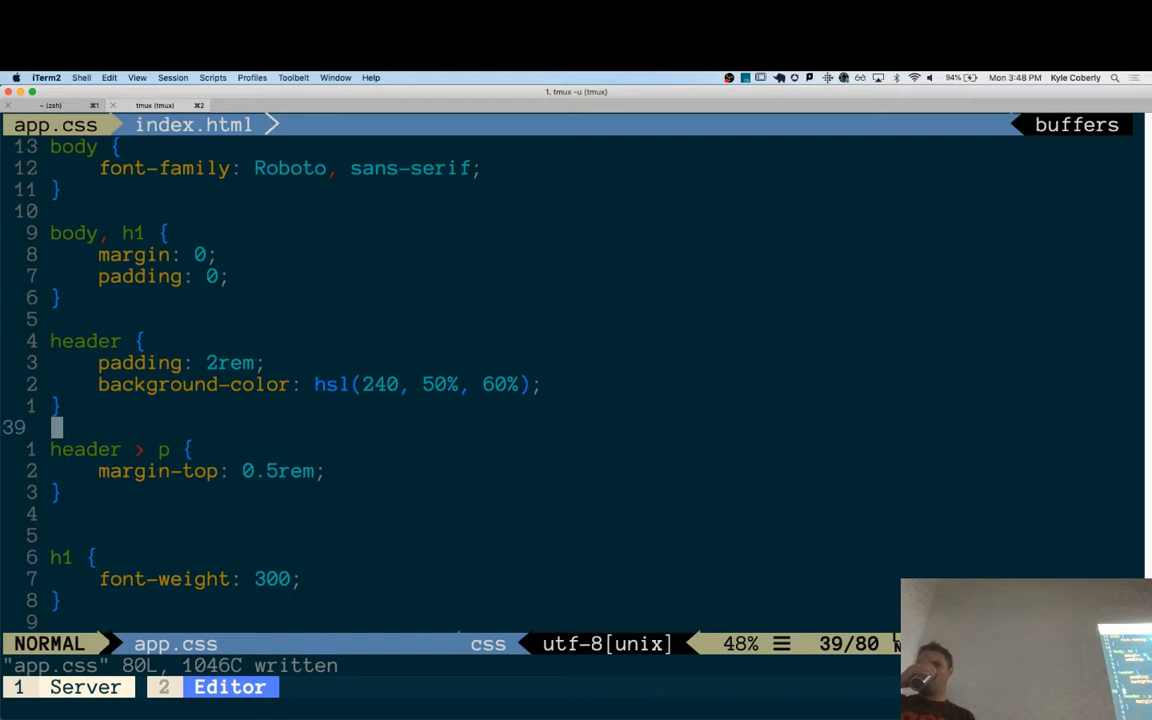 iTerm2 Shell Edit View Session Scripts Profiles Toolbelt Window Help 94% Mon 3:48 PM Kyle Coberly
1. tmux -u (tmux)
~ (zsh) ⌘1 tmux (tmux) ⌘2
app.css index.html buffers
13 body {
12 font-family: Roboto, sans-serif;
11 }
10
9 body, h1 {
8 margin: 0;
7 padding: 0;
6 }
5
4 header {
3 padding: 2rem;
2 background-color: hsl(240, 50%, 60%);
1 }
39
1 header > p {
2 margin-top: 0.5rem;
3 }
4
5
6 h1 {
7 font-weight: 300;
8 }
9
NORMAL app.css css utf-8[unix] 48% ☰ 39/80
"app.css" 80L, 1046C written
1 Server 2 Editor